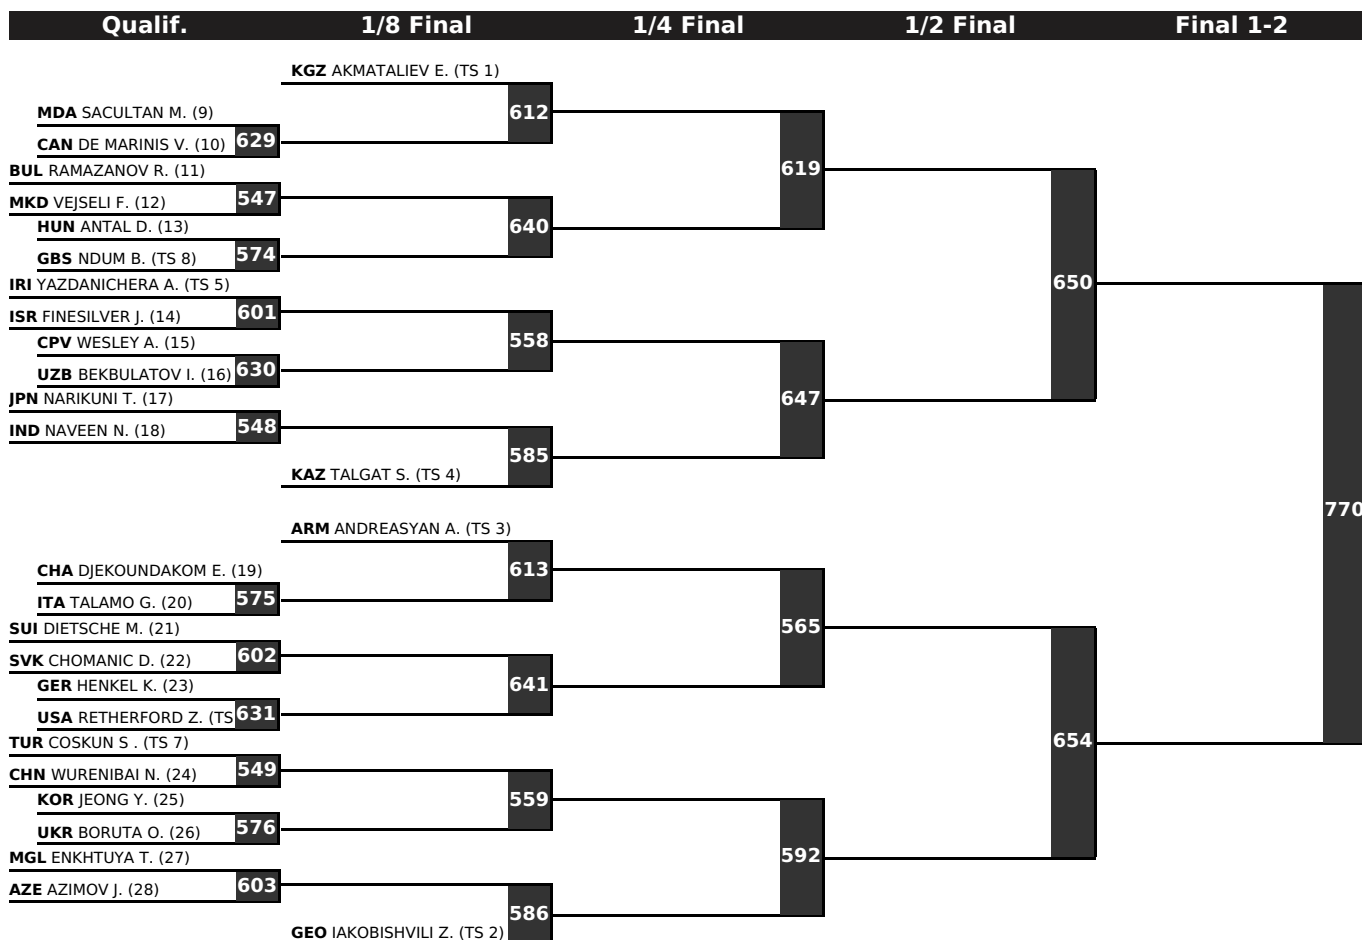 Qualif. 1/8 Final 1/4 Final 1/2 Final Final 1-2
KGZ AKMATALIEV E. (TS 1)
612
MDA SACULTAN M. (9)
629
CAN DE MARINIS V. (10)
BUL RAMAZANOV R. (11)
619
547
MKD VEJSELI F. (12)
HUN ANTAL D. (13)
640
574
GBS NDUM B. (TS 8)
IRI YAZDANICHERA A. (TS 5)
650
601
ISR FINESILVER J. (14)
CPV WESLEY A. (15)
558
630
UZB BEKBULATOV I. (16)
JPN NARIKUNI T. (17)
647
548
IND NAVEEN N. (18)
585
KAZ TALGAT S. (TS 4)
770
ARM ANDREASYAN A. (TS 3)
613
CHA DJEKOUNDAKOM E. (19)
575
ITA TALAMO G. (20)
SUI DIETSCHE M. (21)
565
602
SVK CHOMANIC D. (22)
GER HENKEL K. (23)
641
631
USA RETHERFORD Z. (TS
TUR COSKUN S . (TS 7)
654
549
CHN WURENIBAI N. (24)
KOR JEONG Y. (25)
559
576
UKR BORUTA O. (26)
MGL ENKHTUYA T. (27)
592
603
AZE AZIMOV J. (28)
586
GEO IAKOBISHVILI Z. (TS 2)